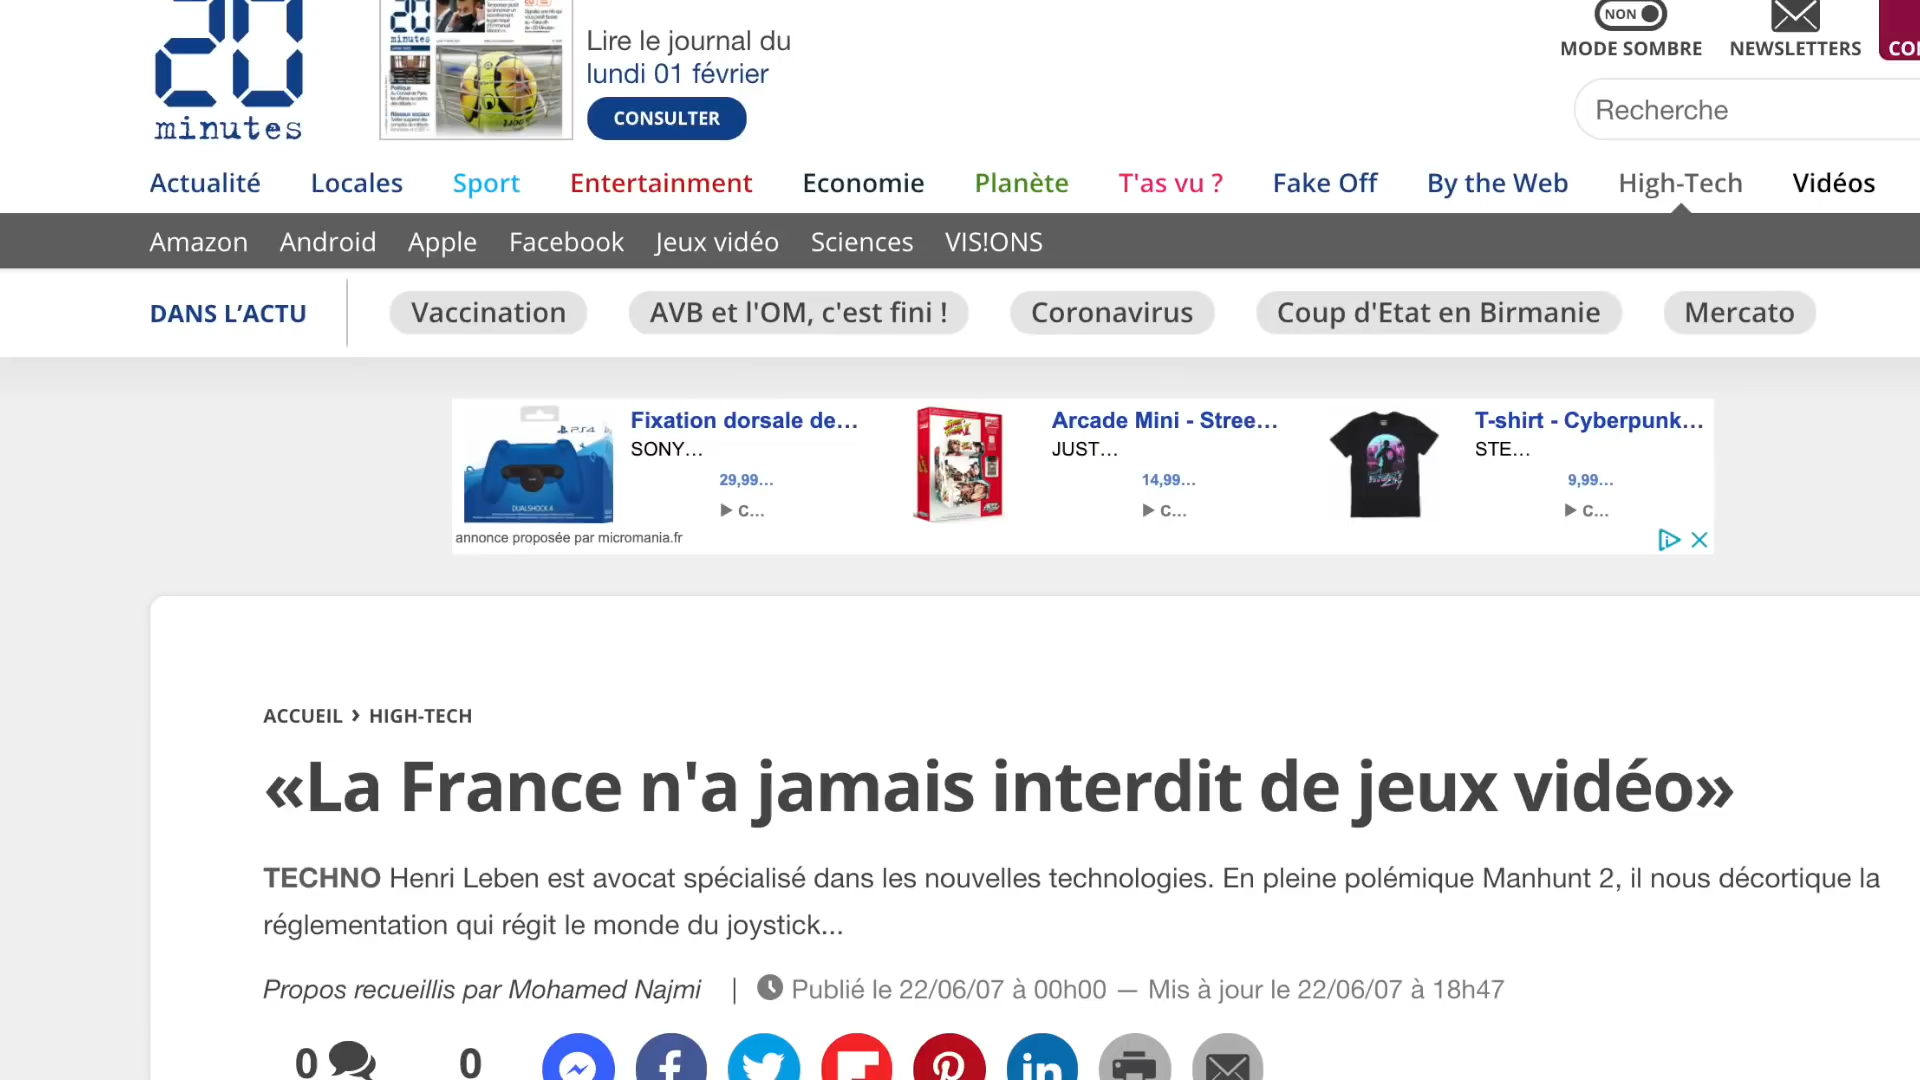 20
minutes
Lire le journal du
lundi 01 février
CONSULTER
NON
MODE SOMBRE
NEWSLETTERS
Recherche
Actualité Locales Sport Entertainment Economie Planète T'as vu ? Fake Off By the Web High-Tech Vidéos
Amazon Android Apple Facebook Jeux vidéo Sciences VIS!ONS
DANS L'ACTU Vaccination AVB et l'OM, c'est fini ! Coronavirus Coup d'Etat en Birmanie Mercato
Fixation dorsale de...
SONY...
29,99...
C...
Arcade Mini - Stree...
JUST...
14,99...
C...
T-shirt - Cyberpunk...
STE...
9,99...
C...
annonce proposée par micromania.fr
ACCUEIL › HIGH-TECH
«La France n'a jamais interdit de jeux vidéo»
TECHNO Henri Leben est avocat spécialisé dans les nouvelles technologies. En pleine polémique Manhunt 2, il nous décortique la
réglementation qui régit le monde du joystick...
Propos recueillis par Mohamed Najmi | Publié le 22/06/07 à 00h00 — Mis à jour le 22/06/07 à 18h47
0 0